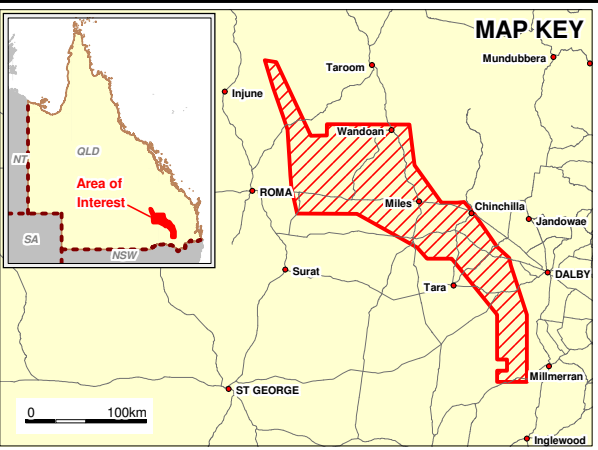 MAP KEY
Mundubbera
Taroom
Injune
Wandoan
NT
QLD
Area of
Interest
ROMA
Miles
Chinchilla
Jandowae
SA
NSW
Surat
DALBY
Tara
Millmerran
ST GEORGE
0 100km
Inglewood